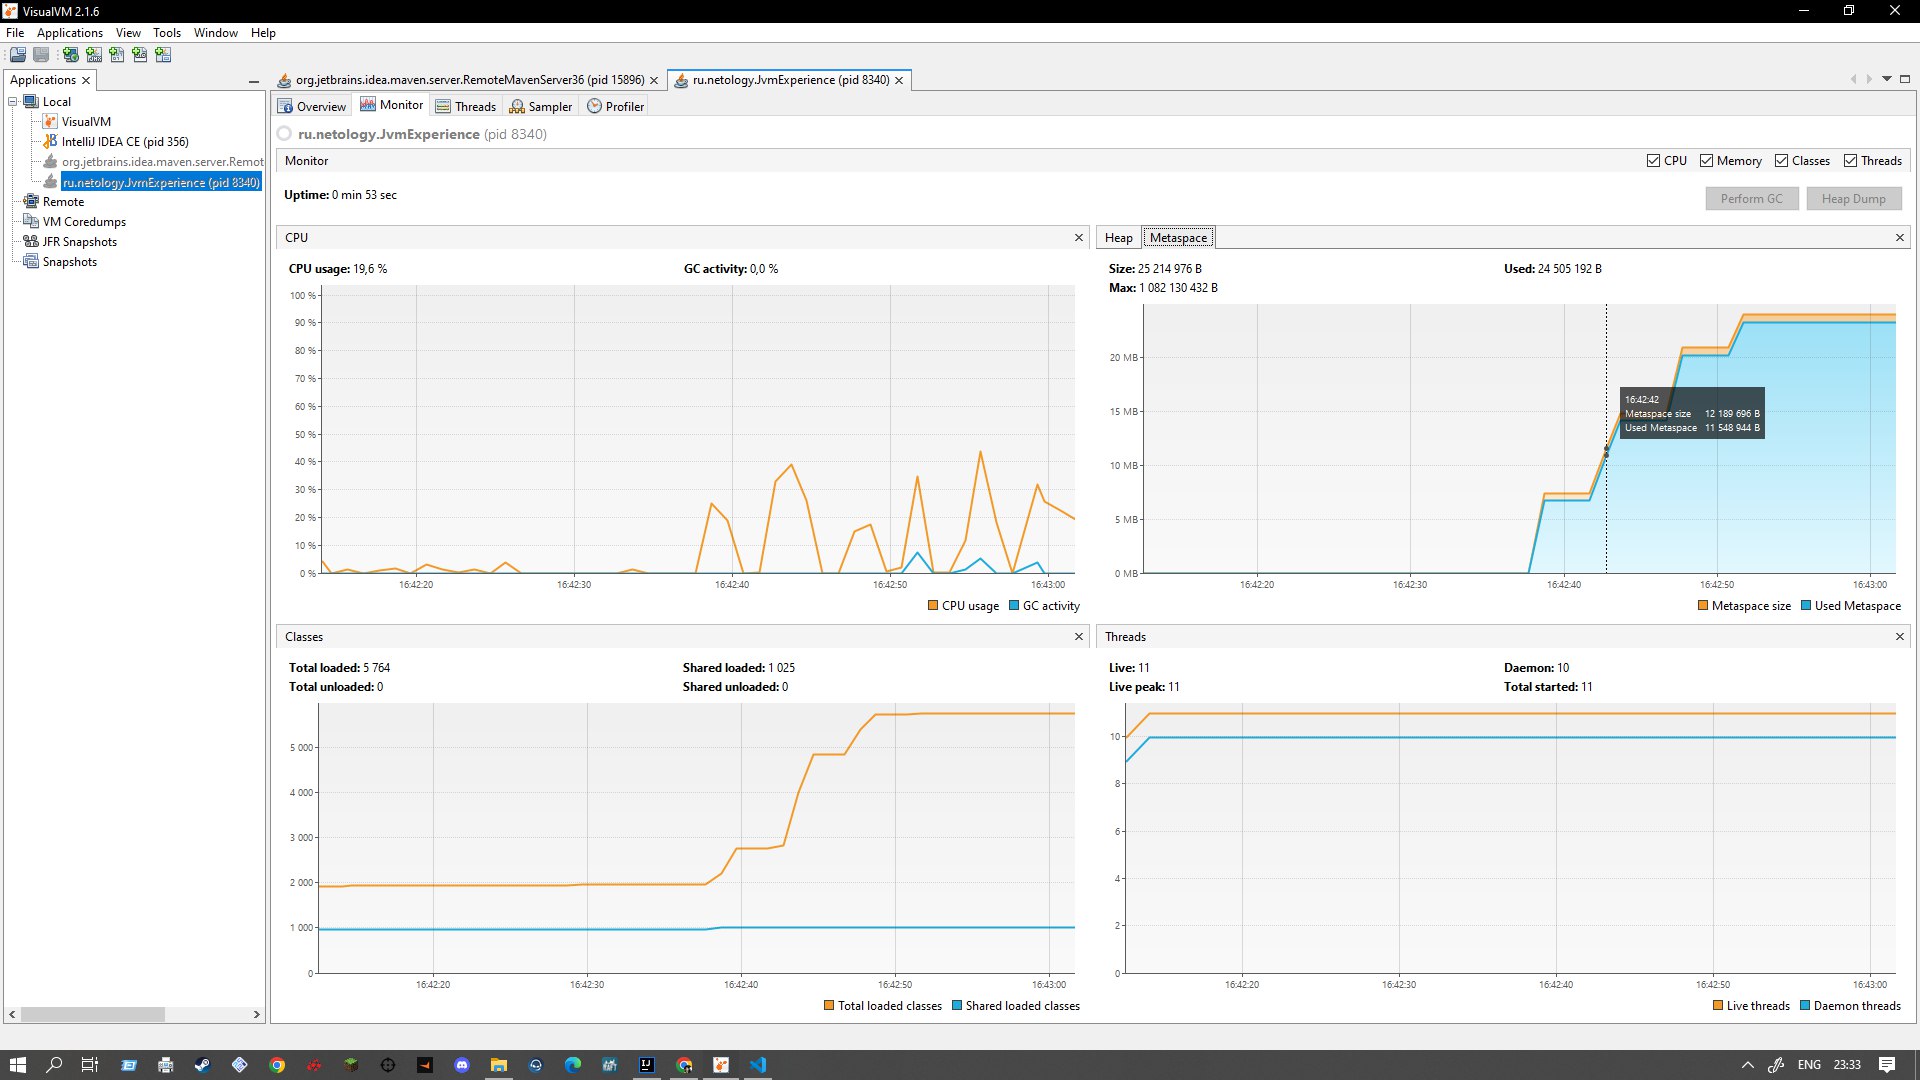 VisualVM 2.1.6
File Applications View Tools Window Help
Applications
Local
VisualVM
IntelliJ IDEA CE (pid 356)
org.jetbrains.idea.maven.server.Remot
ru.netology.JvmExperience (pid 8340)
Remote
VM Coredumps
JFR Snapshots
Snapshots
org.jetbrains.idea.maven.server.RemoteMavenServer36 (pid 15896)
ru.netology.JvmExperience (pid 8340)
Overview Monitor Threads Sampler Profiler
ru.netology.JvmExperience (pid 8340)
Monitor
CPU Memory Classes Threads
Uptime: 0 min 53 sec
Perform GC Heap Dump
CPU
CPU usage: 19,6 % GC activity: 0,0 %
100 %
90 %
80 %
70 %
60 %
50 %
40 %
30 %
20 %
10 %
0 %
16:42:20 16:42:30 16:42:40 16:42:50 16:43:00
CPU usage GC activity
Heap Metaspace
Size: 25 214 976 B Used: 24 505 192 B
Max: 1 082 130 432 B
20 MB
15 MB
10 MB
5 MB
0 MB
16:42:42
Metaspace size 12 189 696 B
Used Metaspace 11 548 944 B
16:42:20 16:42:30 16:42:40 16:42:50 16:43:00
Metaspace size Used Metaspace
Classes
Total loaded: 5 764 Shared loaded: 1 025
Total unloaded: 0 Shared unloaded: 0
5 000
4 000
3 000
2 000
1 000
0
16:42:20 16:42:30 16:42:40 16:42:50 16:43:00
Total loaded classes Shared loaded classes
Threads
Live: 11 Daemon: 10
Live peak: 11 Total started: 11
10
8
6
4
2
0
16:42:20 16:42:30 16:42:40 16:42:50 16:43:00
Live threads Daemon threads
ENG 23:33